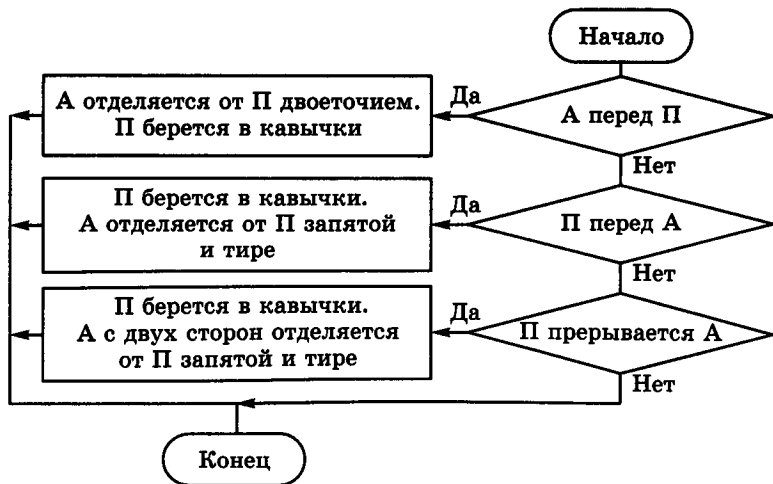 Начало
А перед П
Да
А отделяется от П двоеточием.
П берется в кавычки
Нет
П перед А
Да
П берется в кавычки.
А отделяется от П запятой
и тире
Нет
П прерывается А
Да
П берется в кавычки.
А с двух сторон отделяется
от П запятой и тире
Нет
Конец